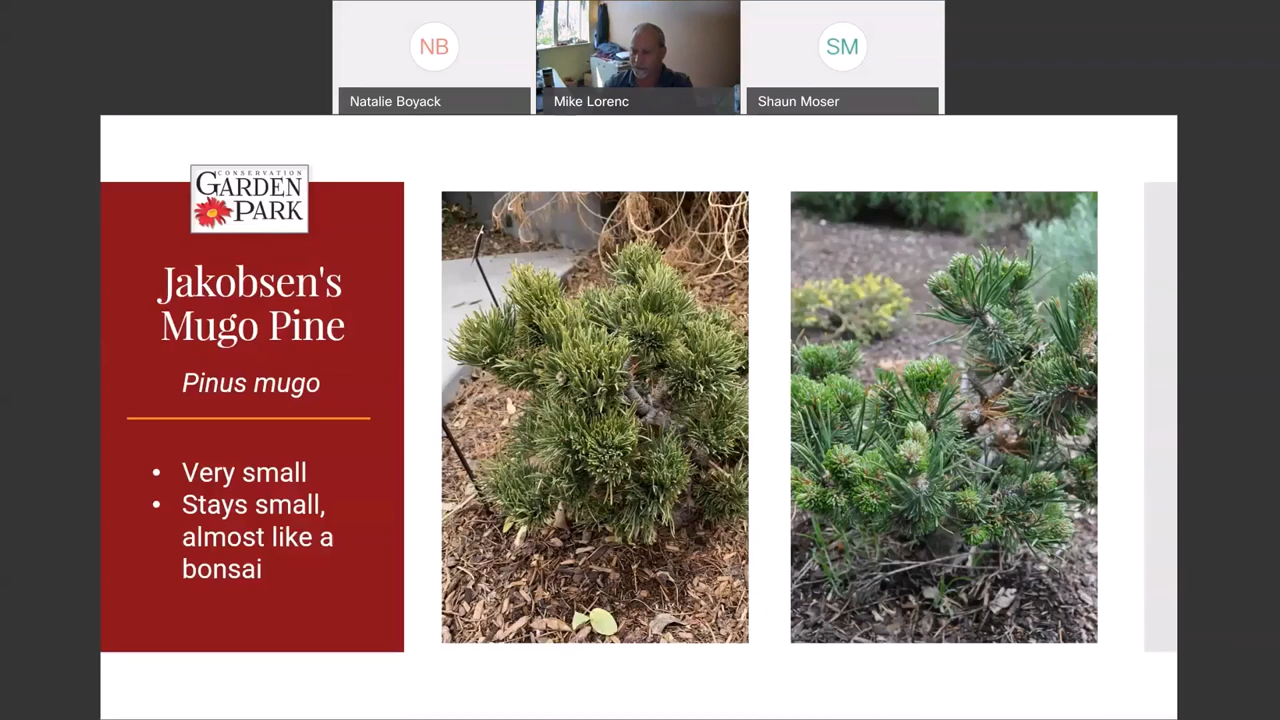 NB
SM
Natalie Boyack
Mike Lorenc
Shaun Moser
CONSERVATION
GARDEN
PARK
Jakobsen's
Mugo Pine
Pinus mugo
• Very small
• Stays small,
almost like a
bonsai